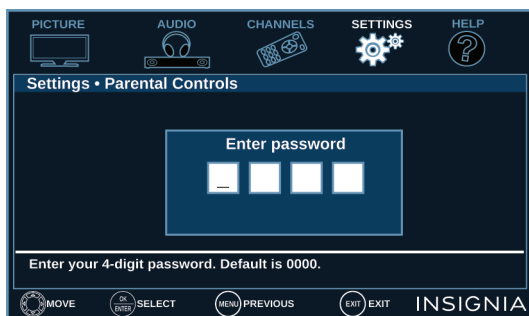 PICTURE AUDIO CHANNELS SETTINGS HELP
Settings • Parental Controls
Enter password
_
Enter your 4-digit password. Default is 0000.
MOVE OK ENTER SELECT MENU PREVIOUS EXIT EXIT INSIGNIA